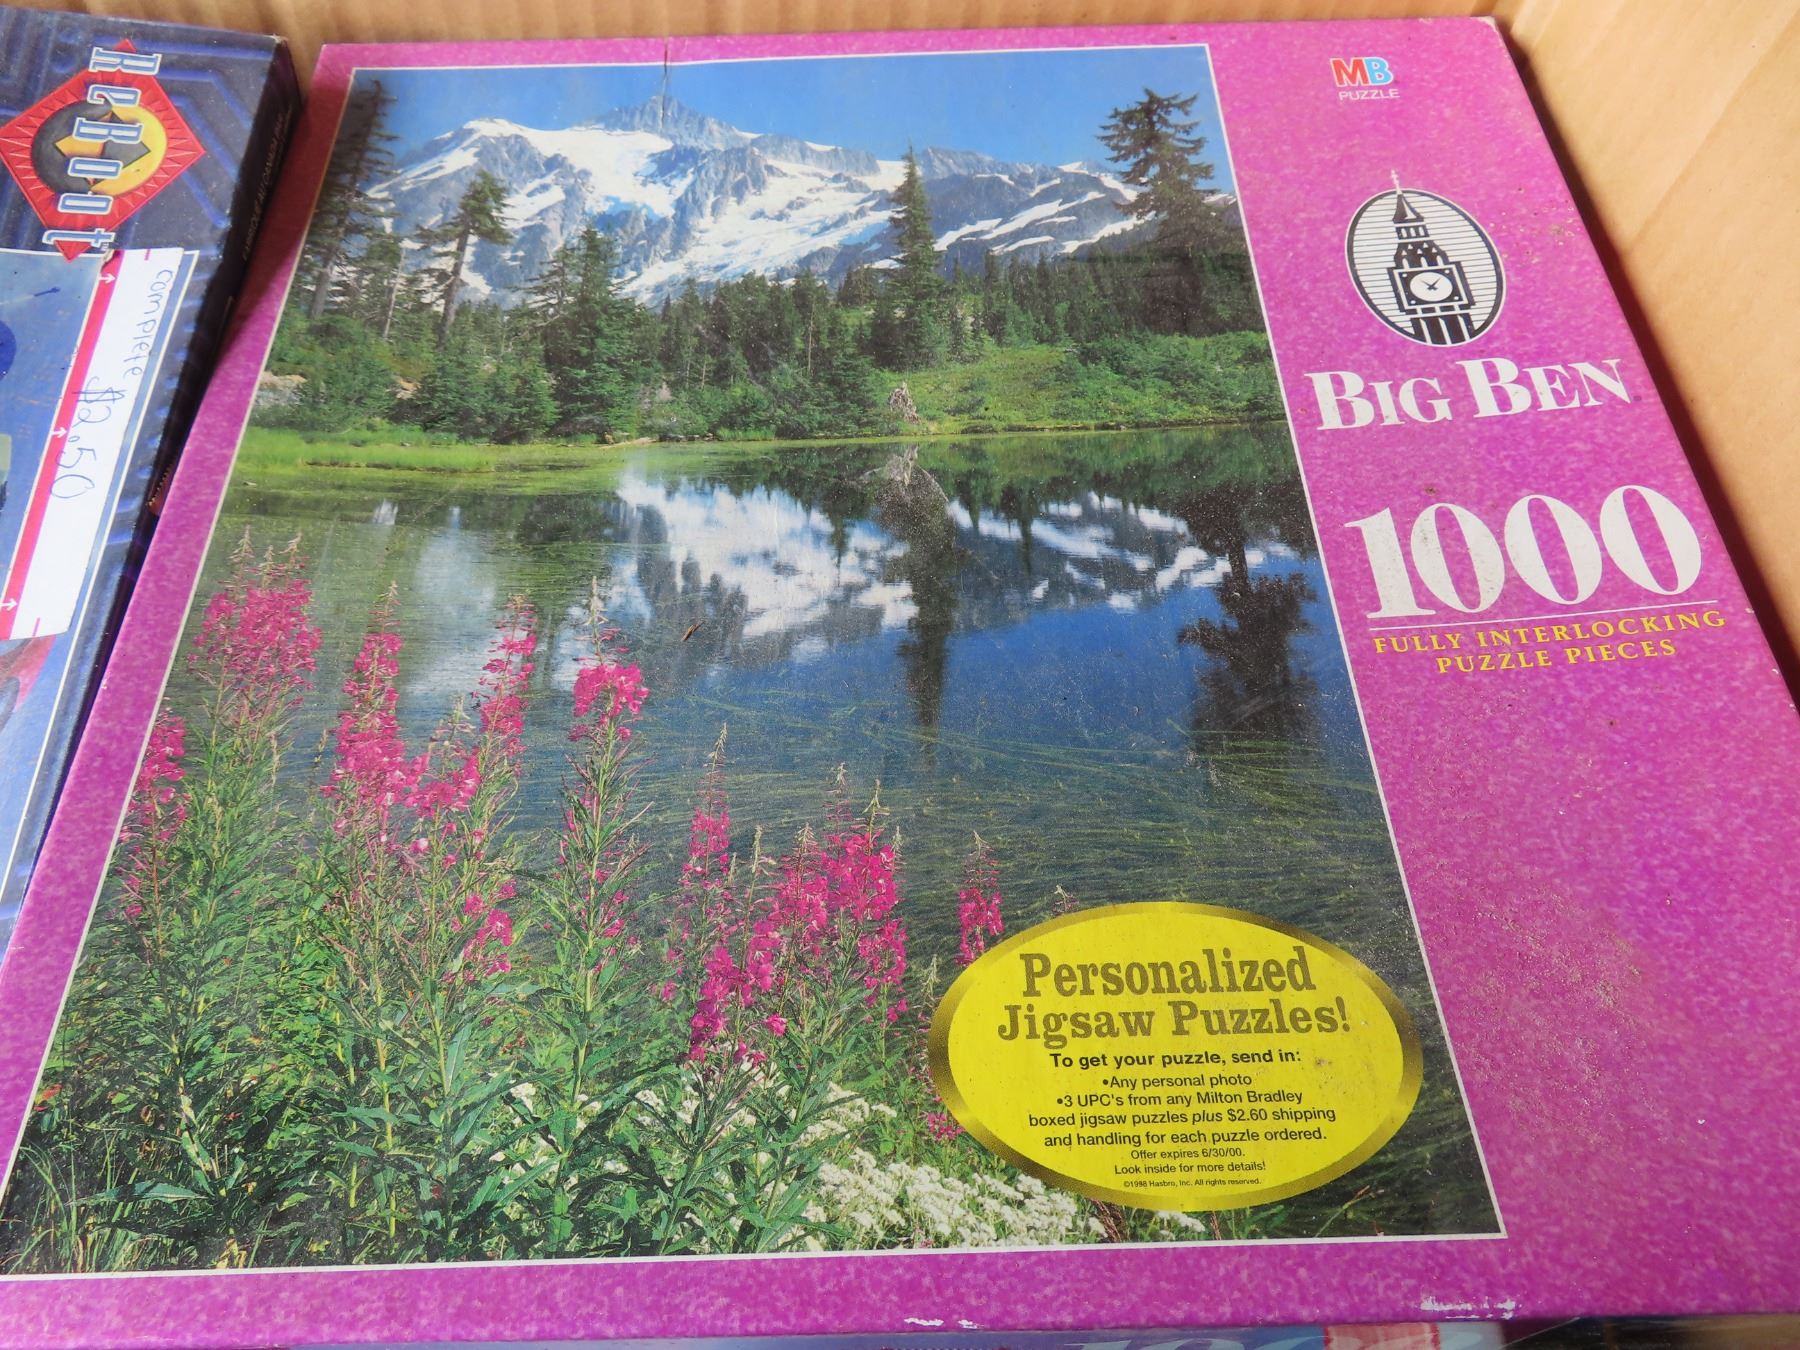 ReBoot
complete
$2.50
MB
PUZZLE
BIG BEN
1000
FULLY INTERLOCKING
PUZZLE PIECES
Personalized
Jigsaw Puzzles!
To get your puzzle, send in:
•Any personal photo
•3 UPC's from any Milton Bradley
boxed jigsaw puzzles plus $2.60 shipping
and handling for each puzzle ordered.
Offer expires 6/30/00.
Look inside for more details!
©1998 Hasbro, Inc. All rights reserved.